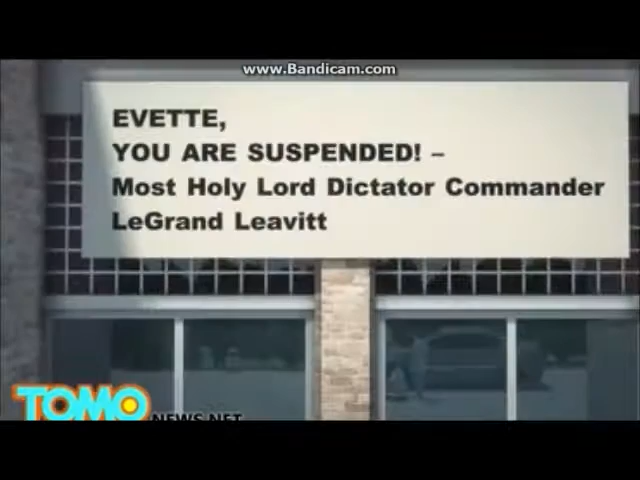 www.Bandicam.com
EVETTE,
YOU ARE SUSPENDED! –
Most Holy Lord Dictator Commander
LeGrand Leavitt
TOMO
NEWS.NET